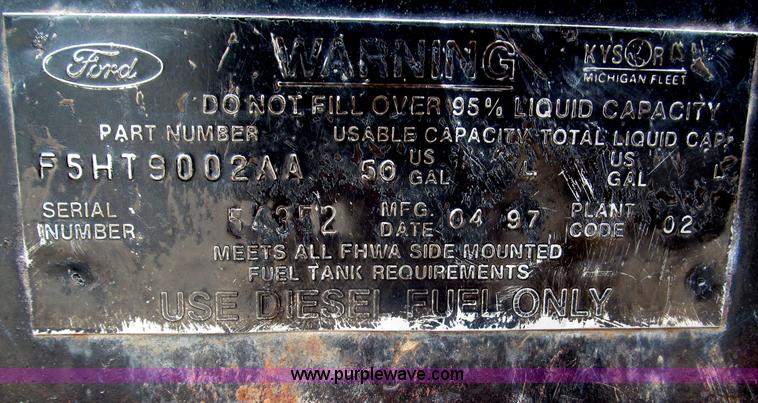 Ford WARNING KYSOR
MICHIGAN FLEET
DO NOT FILL OVER 95% LIQUID CAPACITY
PART NUMBER USABLE CAPACITY TOTAL LIQUID CAP.
F5HT9002AA 50 US GAL L US GAL L
SERIAL NUMBER MFG. DATE 04 97 PLANT CODE 02
MEETS ALL FHWA SIDE MOUNTED
FUEL TANK REQUIREMENTS
USE DIESEL FUEL ONLY
www.purplewave.com